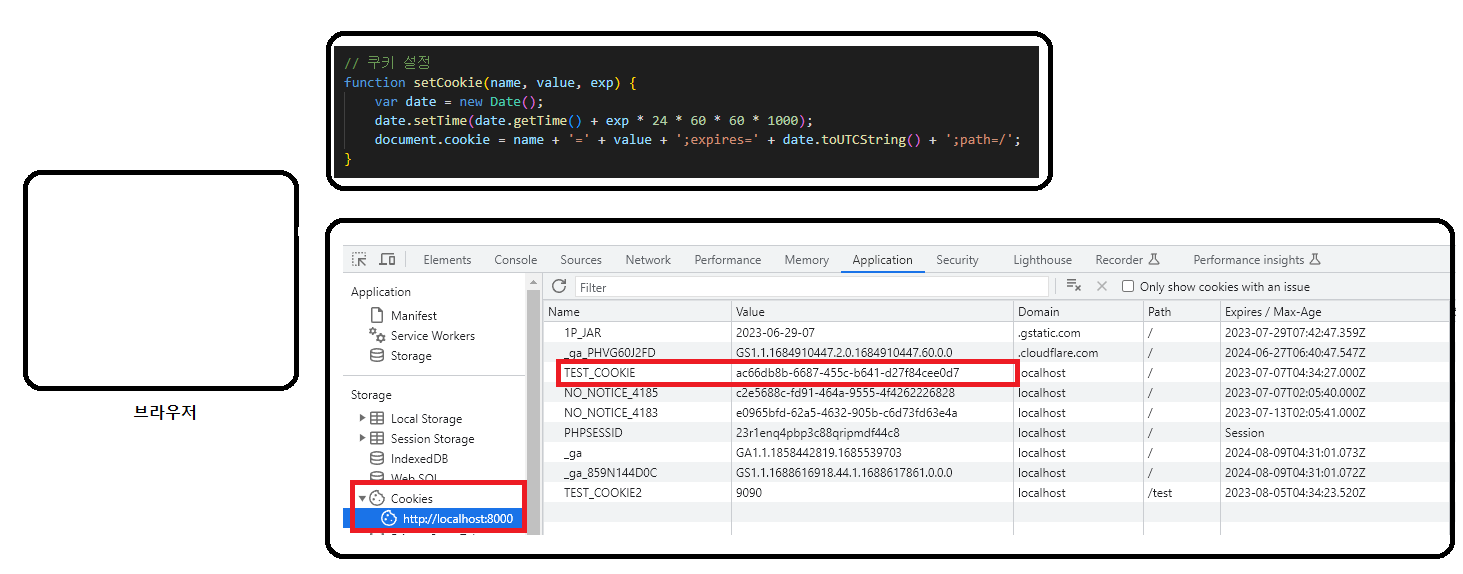 // 쿠키 설정
function setCookie(name, value, exp) {
var date = new Date();
date.setTime(date.getTime() + exp * 24 * 60 * 60 * 1000);
document.cookie = name + '=' + value + ';expires=' + date.toUTCString() + ';path=/';
}
브라우저
Elements Console Sources Network Performance Memory Application Security Lighthouse Recorder Performance insights
Application
Manifest
Service Workers
Storage
Storage
Local Storage
Session Storage
IndexedDB
Web SQL
Cookies
http://localhost:8000
Filter Only show cookies with an issue
Name Value Domain Path Expires / Max-Age
1P_JAR 2023-06-29-07 .gstatic.com / 2023-07-29T07:42:47.359Z
_ga_PHVG60J2FD GS1.1.1684910447.2.0.1684910447.60.0.0 .cloudflare.com / 2024-06-27T06:40:47.547Z
TEST_COOKIE ac66db8b-6687-455c-b641-d27f84cee0d7 localhost / 2023-07-07T04:34:27.000Z
NO_NOTICE_4185 c2e5688c-fd91-464a-9555-4f4262226828 localhost / 2023-07-07T02:05:40.000Z
NO_NOTICE_4183 e0965bfd-62a5-4632-905b-c6d73fd63e4a localhost / 2023-07-13T02:05:41.000Z
PHPSESSID 23r1enq4pbp3c88qripmdf44c8 localhost / Session
_ga GA1.1.1858442819.1685539703 localhost / 2024-08-09T04:31:01.073Z
_ga_859N144D0C GS1.1.1688616918.44.1.1688617861.0.0.0 localhost / 2024-08-09T04:31:01.072Z
TEST_COOKIE2 9090 localhost /test 2023-08-05T04:34:23.520Z